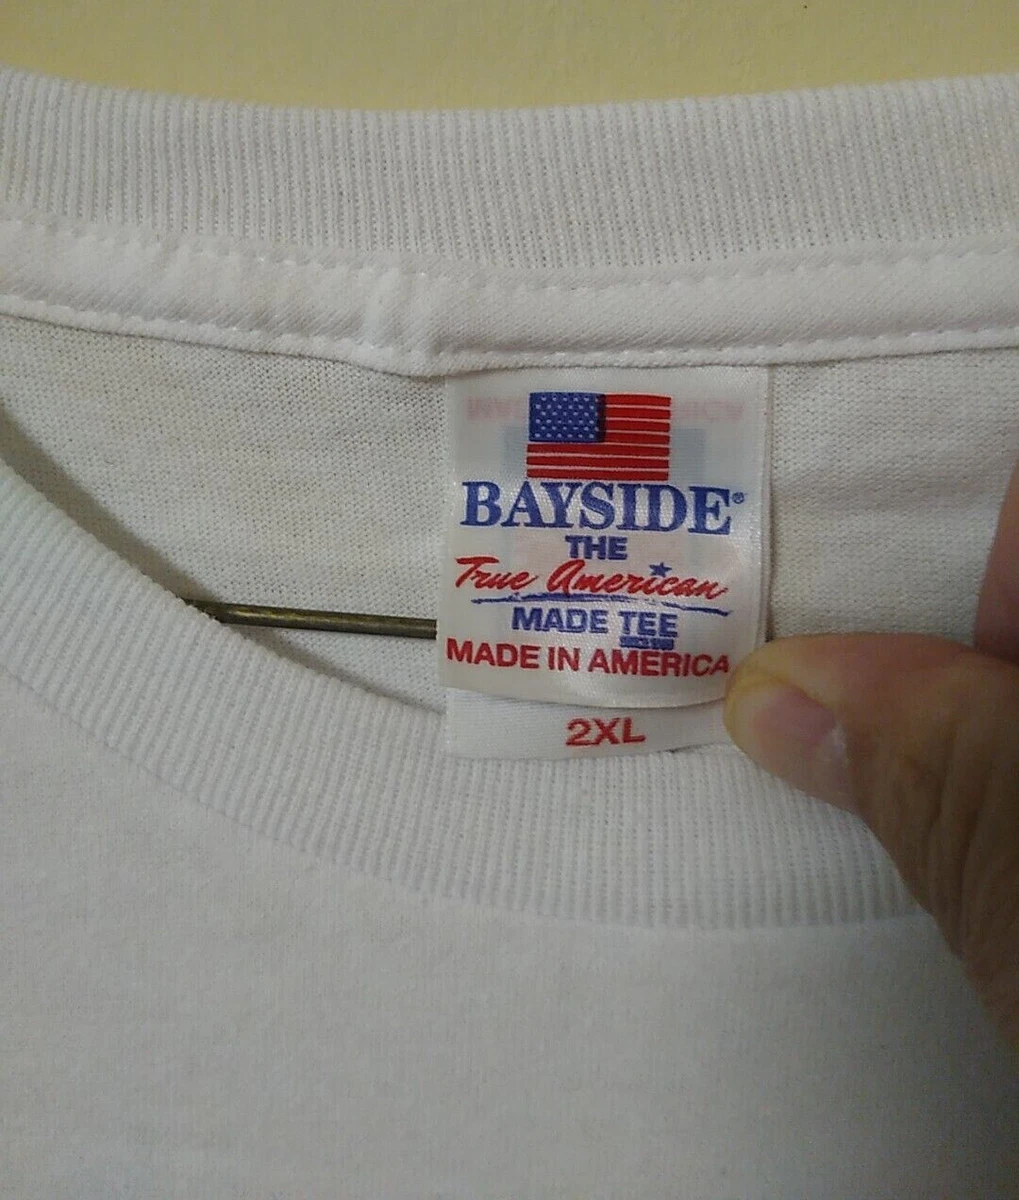 BAYSIDE®
THE
True American
MADE TEE
MADE IN AMERICA
2XL